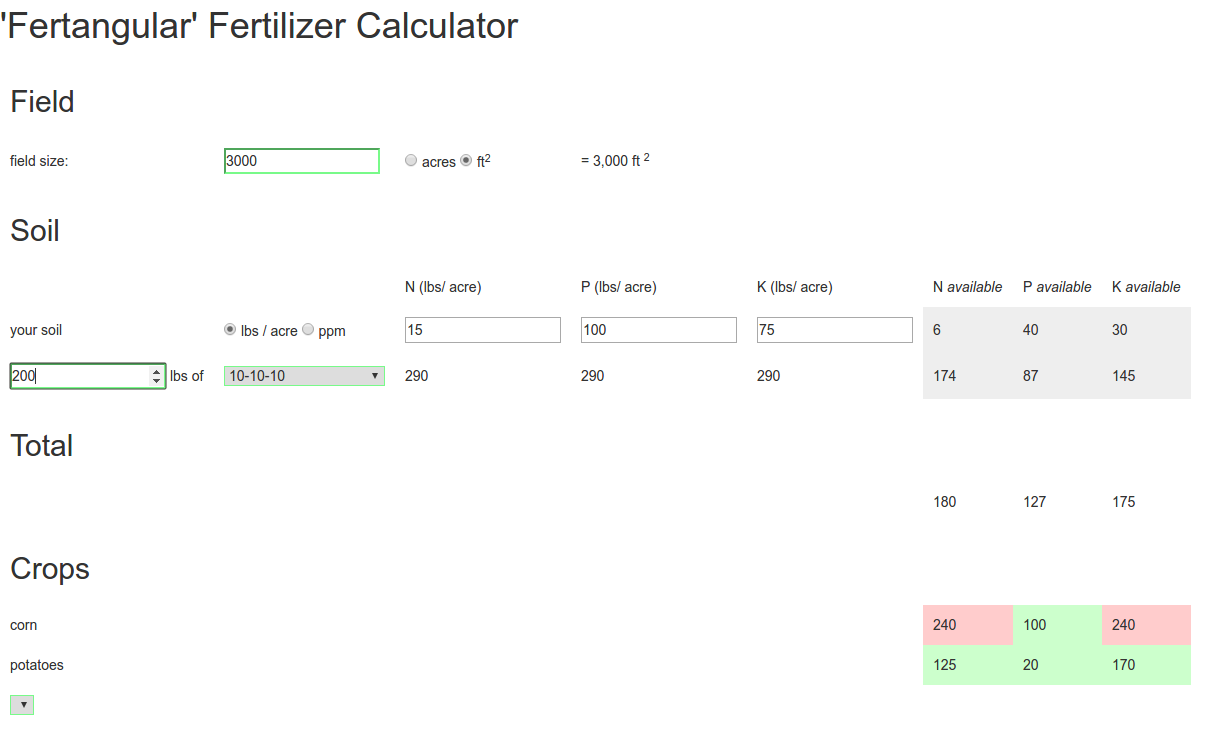 'Fertangular' Fertilizer Calculator
Field
field size: 3000 acres ft2 = 3,000 ft 2
Soil
N (lbs/ acre) P (lbs/ acre) K (lbs/ acre) N available P available K available
your soil lbs / acre ppm 15 100 75 6 40 30
200 lbs of 10-10-10 290 290 290 174 87 145
Total
180 127 175
Crops
corn 240 100 240
potatoes 125 20 170